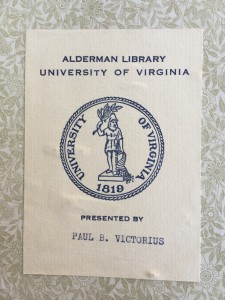 ALDERMAN LIBRARY
UNIVERSITY OF VIRGINIA
UNIVERSITY OF VIRGINIA
1819
PRESENTED BY
PAUL B. VICTORIUS